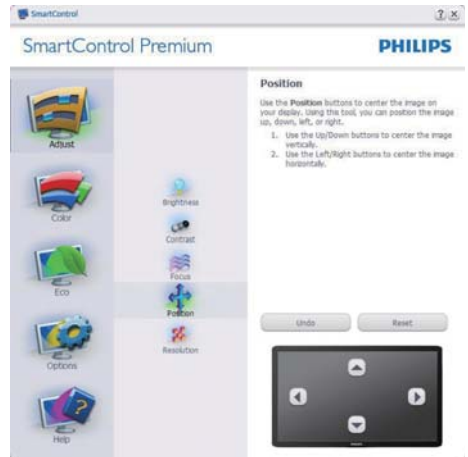 SmartControl
SmartControl Premium
PHILIPS
Adjust
Color
Eco
Options
Help
Brightness
Contrast
Focus
Position
Resolution
Position
Use the Position buttons to center the image on
your display. Using this tool, you can position the image
up, down, left, or right.
1. Use the Up/Down buttons to center the image
vertically.
2. Use the Left/Right buttons to center the image
horizontally.
Undo
Reset